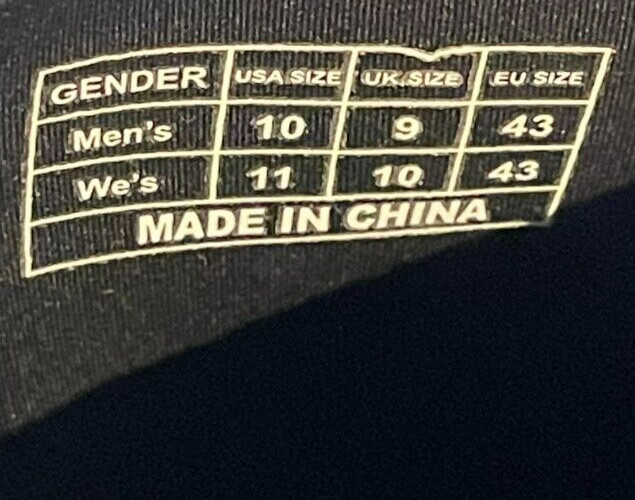 GENDER USA SIZE UK SIZE EU SIZE
Men's 10 9 43
We's 11 10 43
MADE IN CHINA